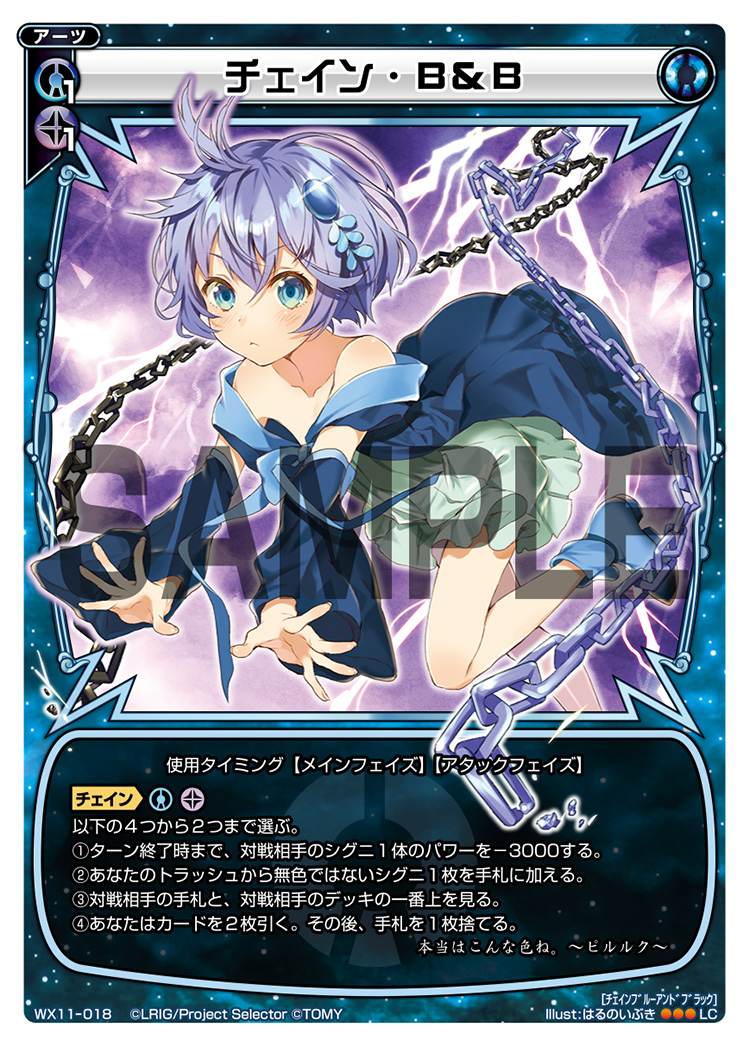 アーツ
チェイン・B&B
1
1
SAMPLE
使用タイミング【メインフェイズ】【アタックフェイズ】
チェイン
以下の4つから2つまで選ぶ。
①ターン終了時まで、対戦相手のシグニ1体のパワーを－3000する。
②あなたのトラッシュから無色ではないシグニ1枚を手札に加える。
③対戦相手の手札と、対戦相手のデッキの一番上を見る。
④あなたはカードを2枚引く。その後、手札を1枚捨てる。
本当はこんな色ね。～ピルルク～
[チェインブルーアンドブラック]
WX11-018 ©LRIG/Project Selector ©TOMY Illust:はるのいぶき LC